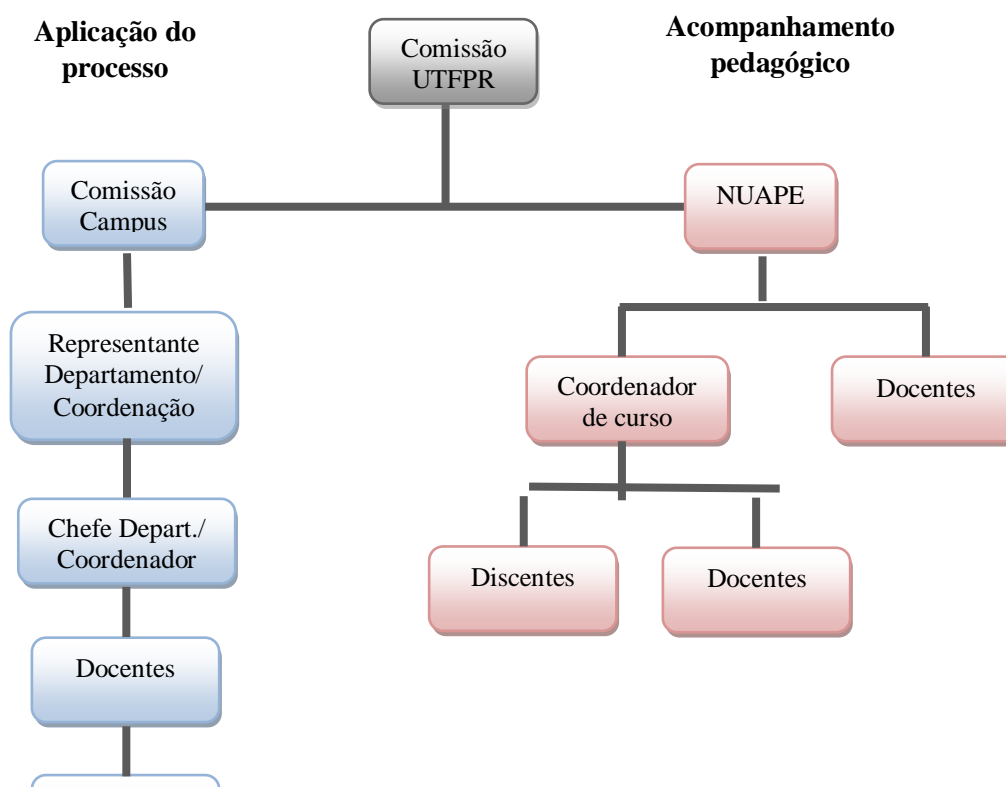 Aplicação do
processo
Comissão
UTFPR
Acompanhamento
pedagógico
Comissão
Campus
NUAPE
Representante
Departamento/
Coordenação
Coordenador
de curso
Docentes
Chefe Depart./
Coordenador
Discentes
Docentes
Docentes